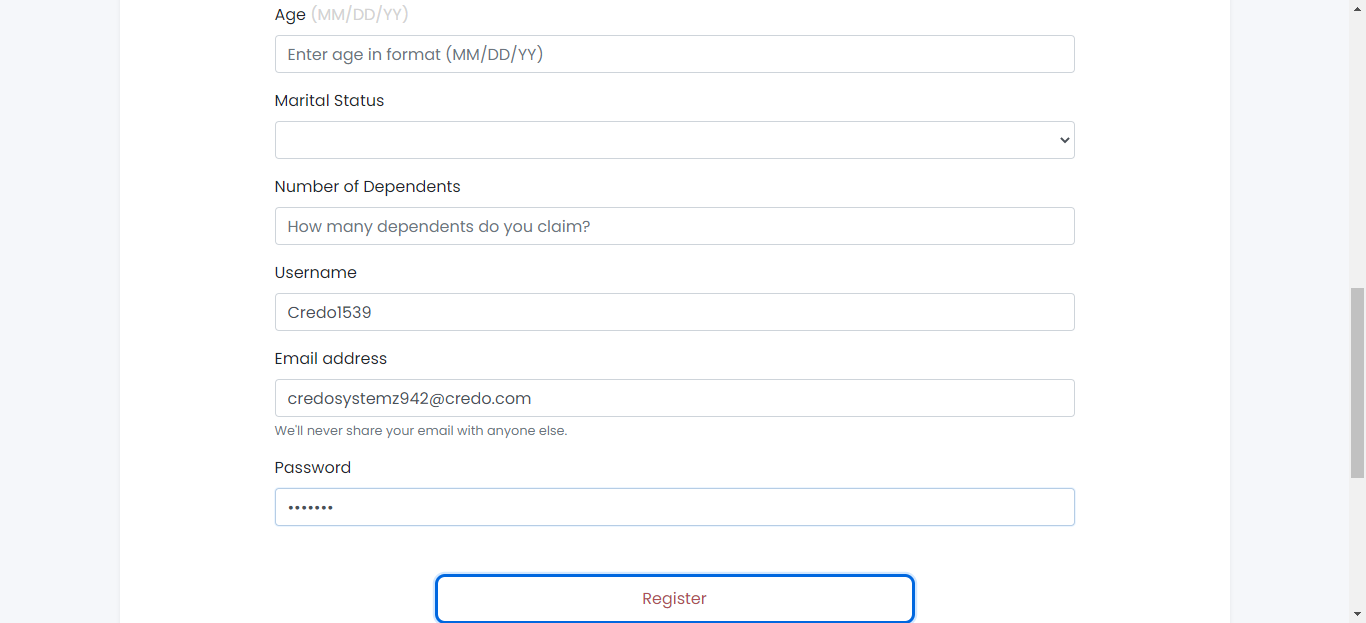 Age (MM/DD/YY)
Enter age in format (MM/DD/YY)
Marital Status
Number of Dependents
How many dependents do you claim?
Username
Credo1539
Email address
credosystemz942@credo.com
We'll never share your email with anyone else.
Password
•••••••
Register